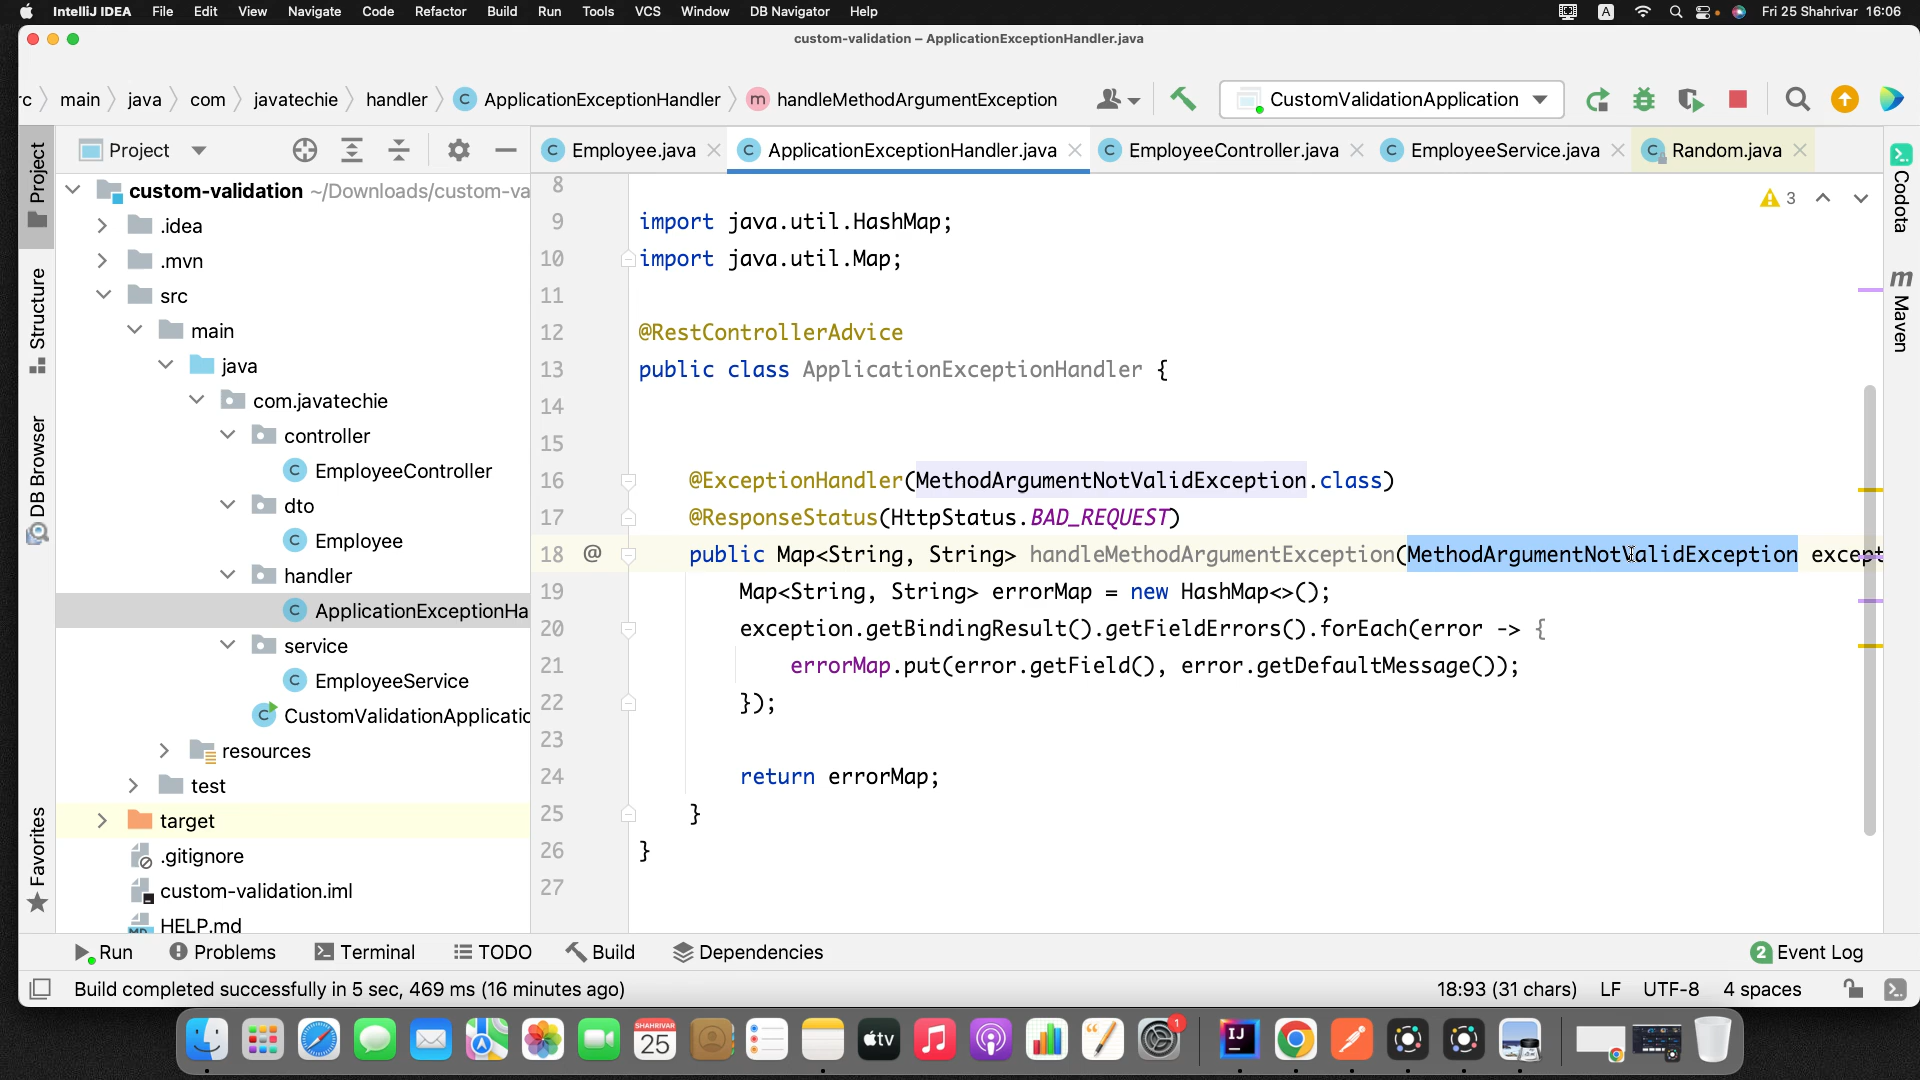 IntelliJ IDEA File Edit View Navigate Code Refactor Build Run Tools VCS Window DB Navigator Help A Fri 25 Shahrivar 16:06
custom-validation – ApplicationExceptionHandler.java
main java com javatechie handler C ApplicationExceptionHandler m handleMethodArgumentException CustomValidationApplication
Project Employee.java ApplicationExceptionHandler.java EmployeeController.java EmployeeService.java Random.java
Project
Structure
DB Browser
Favorites
custom-validation ~/Downloads/custom-va
.idea
.mvn
src
main
java
com.javatechie
controller
EmployeeController
dto
Employee
handler
ApplicationExceptionHa
service
EmployeeService
CustomValidationApplicatio
resources
test
target
.gitignore
custom-validation.iml
HELP.md
3
8
9 import java.util.HashMap;
10 import java.util.Map;
11
12 @RestControllerAdvice
13 public class ApplicationExceptionHandler {
14
15
16 @ExceptionHandler(MethodArgumentNotValidException.class)
17 @ResponseStatus(HttpStatus.BAD_REQUEST)
18 @ public Map<String, String> handleMethodArgumentException(MethodArgumentNotValidException except
19 Map<String, String> errorMap = new HashMap<>();
20 exception.getBindingResult().getFieldErrors().forEach(error -> {
21 errorMap.put(error.getField(), error.getDefaultMessage());
22 });
23
24 return errorMap;
25 }
26 }
27
Codota
m Maven
Run Problems Terminal TODO Build Dependencies 2 Event Log
Build completed successfully in 5 sec, 469 ms (16 minutes ago) 18:93 (31 chars) LF UTF-8 4 spaces
SHAHRIVAR
25
tv
1
IJ